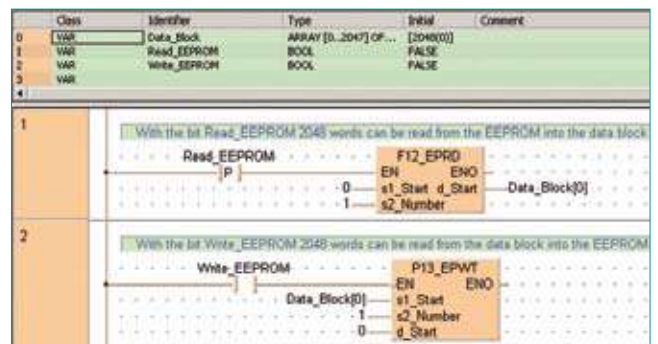 Class Identifier Type Initial Comment
0 VAR Data_Block ARRAY [0..2047] OF... [2048(0)]
1 VAR Read_EEPROM BOOL FALSE
2 VAR Write_EEPROM BOOL FALSE
3 VAR
1
With the bit Read_EEPROM 2048 words can be read from the EEPROM into the data block
Read_EEPROM F12_EPRD
P EN ENO
0 s1_Start d_Start Data_Block[0]
1 s2_Number
2
With the bit Write_EEPROM 2048 words can be read from the data block into the EEPROM
Write_EEPROM P13_EPWT
EN ENO
Data_Block[0] s1_Start
1 s2_Number
0 d_Start